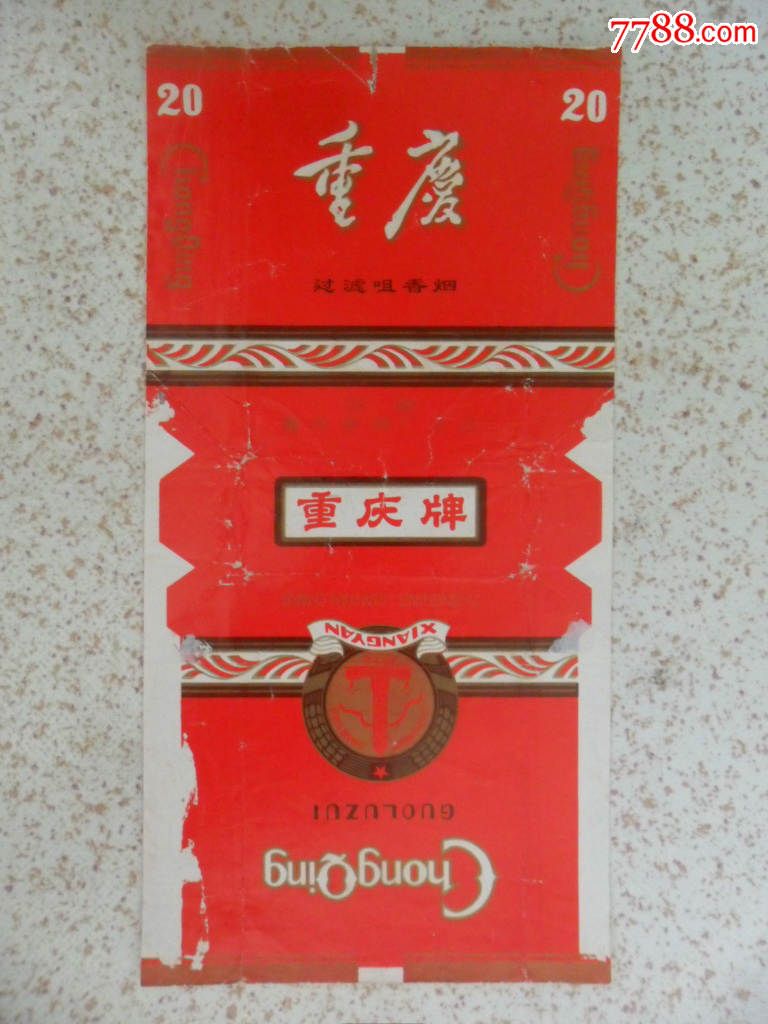 7788.com
20
20
重慶
ChongQing
ChongQing
过滤咀香烟
重庆牌
XIANGYAN
GUOLUZUI
ChongQing